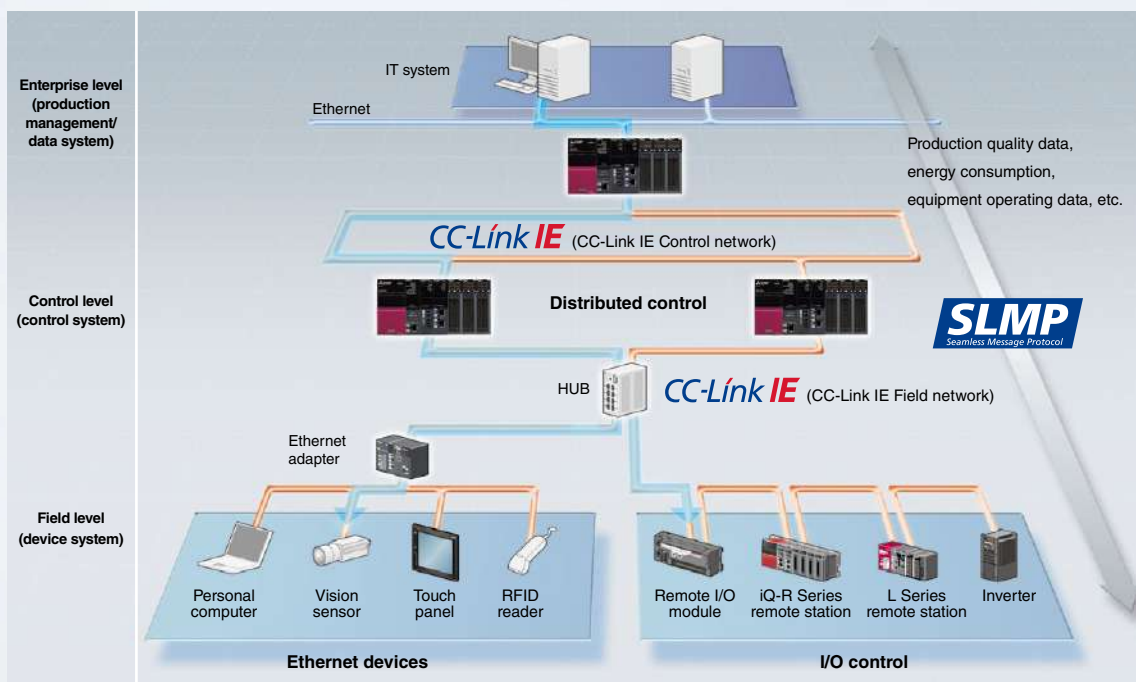 Enterprise level
(production
management/
data system)
IT system
Ethernet
Production quality data,
energy consumption,
equipment operating data, etc.
CC-Link IE (CC-Link IE Control network)
Control level
(control system)
Distributed control
SLMP
Seamless Message Protocol
HUB
CC-Link IE (CC-Link IE Field network)
Ethernet
adapter
Field level
(device system)
Personal
computer
Vision
sensor
Touch
panel
RFID
reader
Remote I/O
module
iQ-R Series
remote station
L Series
remote station
Inverter
Ethernet devices
I/O control